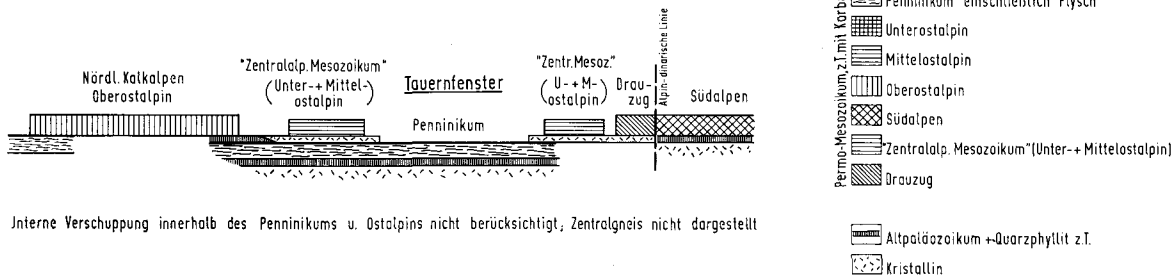 Nördl. Kalkalpen
Oberostalpin
"Zentralalp. Mesozoikum"
(Unter-+ Mittel-
ostalpin)
Tauernfenster
Penninikum
"Zentr. Mesoz."
(U-+M-
ostalpin)
Drau-
zug
Alpin-dinarische Linie
Südalpen
Jnterne Verschuppung innerhalb des Penninikums u. Ostalpins nicht berücksichtigt; Zentralgneis nicht dargestellt
Permo-Mesozoikum, z.T. mit Karb
Penninikum einschließlich Flysch
Unterostalpin
Mittelostalpin
Oberostalpin
Südalpen
"Zentralalp. Mesozoikum"(Unter-+ Mittelostalpin)
Drauzug
Altpaläozoikum +Quarzphyllit z.T.
Kristallin